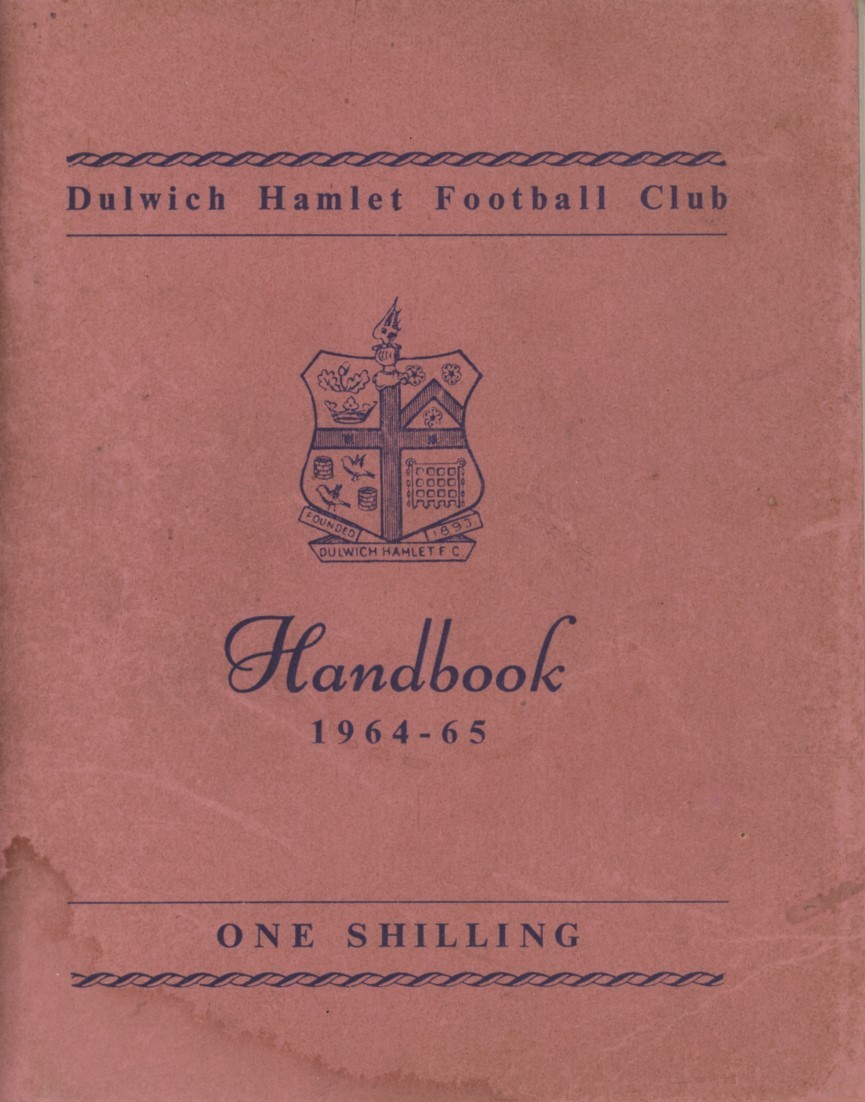 Dulwich Hamlet Football Club
FOUNDED 1893
DULWICH HAMLET F C
Handbook
1964-65
ONE SHILLING